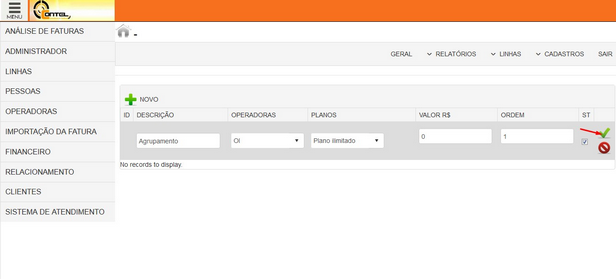 MENU
CONTEL
ANÁLISE DE FATURAS
ADMINISTRADOR
LINHAS
PESSOAS
OPERADORAS
IMPORTAÇÃO DA FATURA
FINANCEIRO
RELACIONAMENTO
CLIENTES
SISTEMA DE ATENDIMENTO
GERAL RELATÓRIOS LINHAS CADASTROS SAIR
NOVO
ID DESCRIÇÃO OPERADORAS PLANOS VALOR R$ ORDEM ST
Agrupamento OI Plano ilimitado 0 1
No records to display.